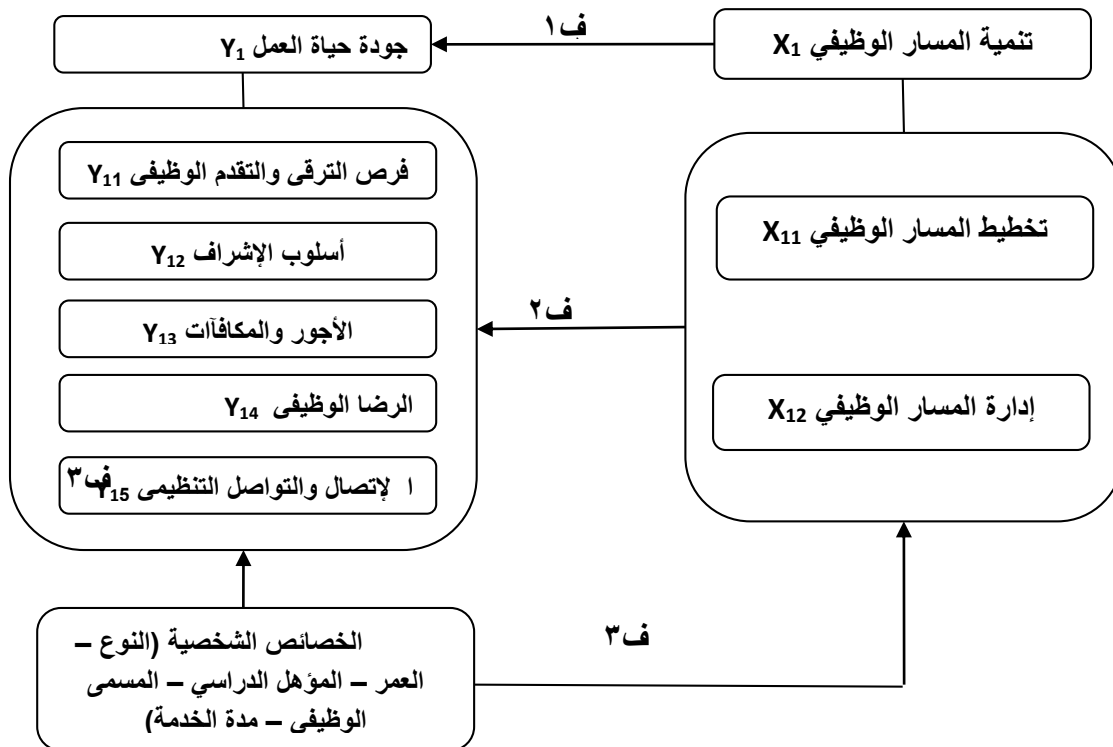 تنمية المسار الوظيفي X1
ف١
جودة حياة العمل Y1
تخطيط المسار الوظيفي X11
إدارة المسار الوظيفي X12
ف٢
فرص الترقى والتقدم الوظيفى Y11
أسلوب الإشراف Y12
الأجور والمكافآات Y13
الرضا الوظيفى Y14
ا لإتصال والتواصل التنظيمى Y15
ف٣
ف٣
الخصائص الشخصية (النوع –
العمر – المؤهل الدراسي – المسمى
الوظيفى – مدة الخدمة)